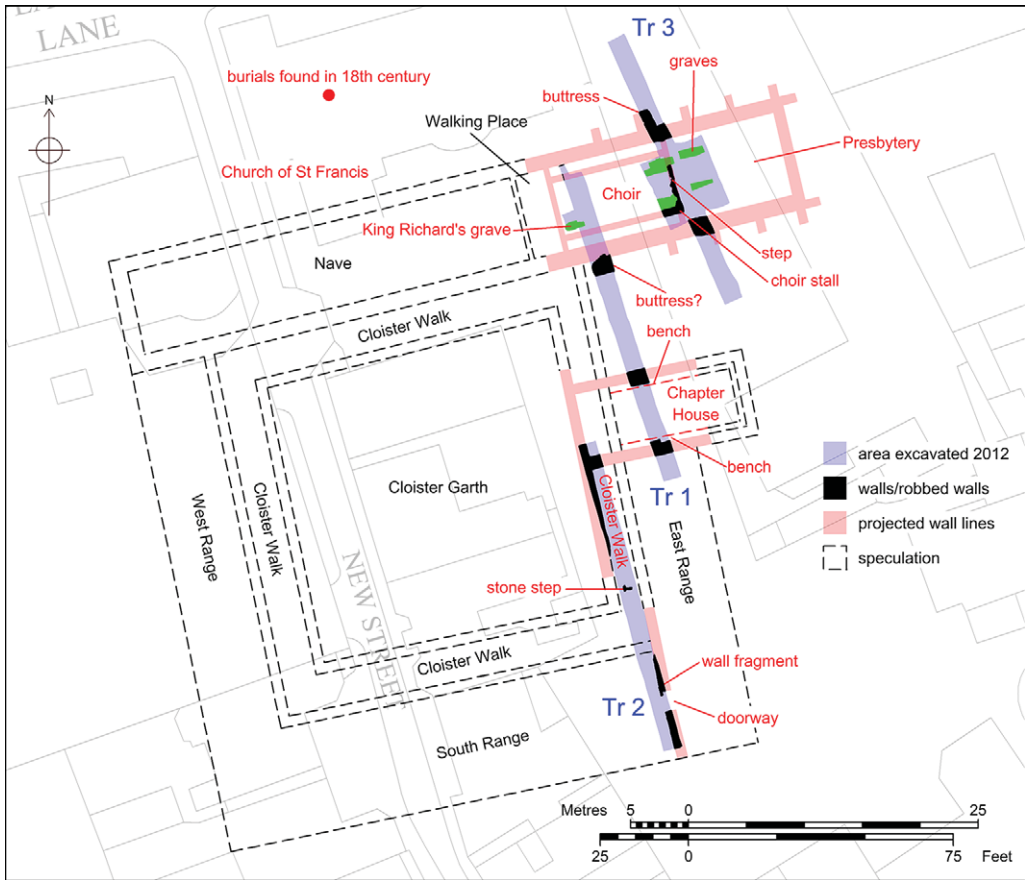 LANE
Tr 3
graves
burials found in 18th century
buttress
N
Walking Place
Presbytery
Church of St Francis
Choir
King Richard's grave
step
Nave
choir stall
buttress?
Cloister Walk
bench
Chapter
House
bench
area excavated 2012
walls/robbed walls
projected wall lines
speculation
Cloister Garth
Tr 1
Cloister Walk
West Range
Cloister Walk
East Range
NEW STREET
stone step
Cloister Walk
wall fragment
Tr 2
doorway
South Range
Metres
5
0
25
25
0
75
Feet